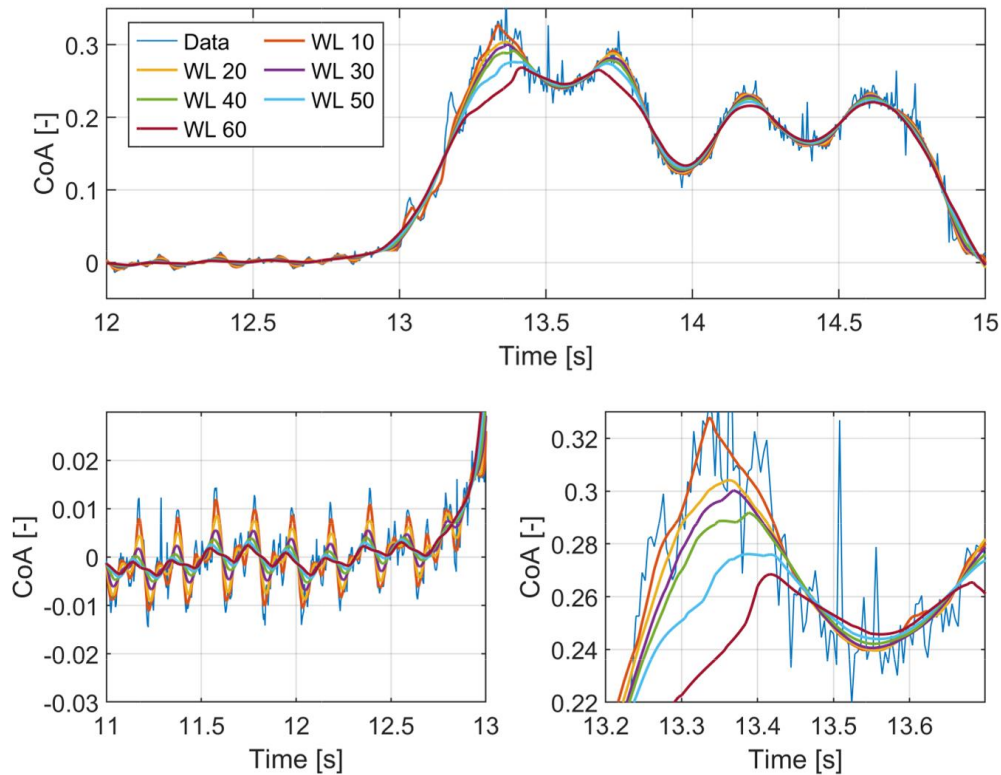 0.3
0.2
0.1
0
CoA [-]
Data
WL 10
WL 20
WL 30
WL 40
WL 50
WL 60
12
12.5
13
13.5
14
14.5
15
Time [s]
0.02
0.01
0
-0.01
-0.02
-0.03
CoA [-]
11
11.5
12
12.5
13
Time [s]
0.32
0.3
0.28
0.26
0.24
0.22
CoA [-]
13.2
13.3
13.4
13.5
13.6
Time [s]